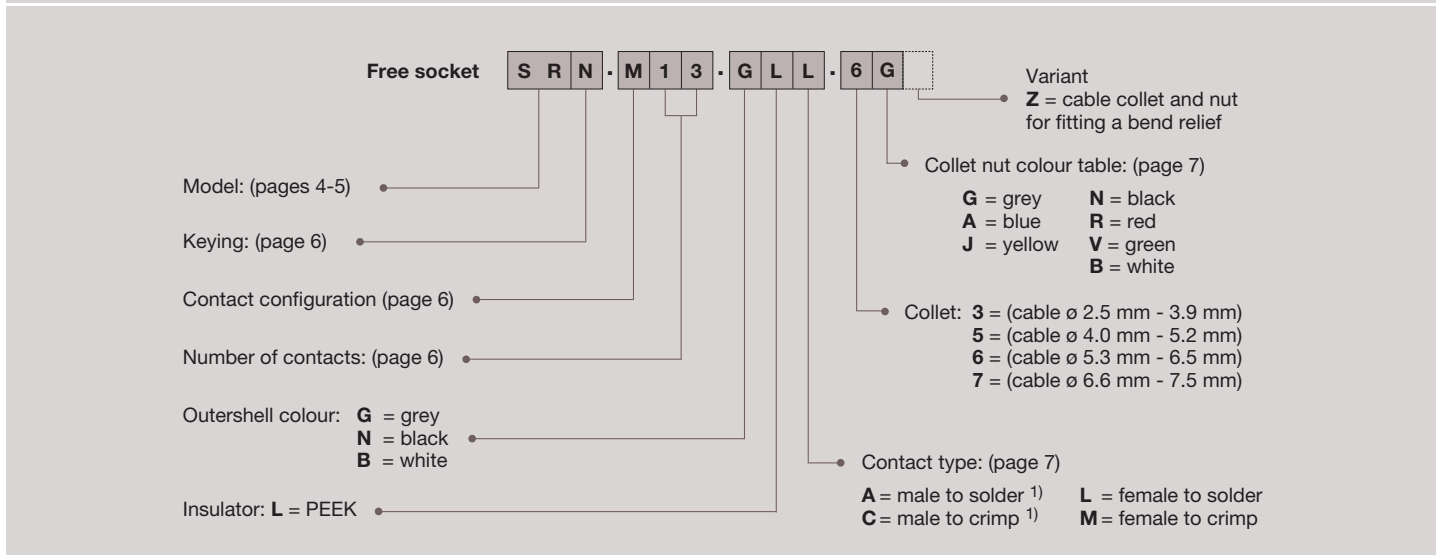 Free socket S R N . M 1 3 . G L L . 6 G
Variant
Z = cable collet and nut
for fitting a bend relief
Collet nut colour table: (page 7)
G = grey N = black
A = blue R = red
J = yellow V = green
B = white
Model: (pages 4-5)
Keying: (page 6)
Contact configuration (page 6)
Number of contacts: (page 6)
Collet: 3 = (cable ø 2.5 mm - 3.9 mm)
5 = (cable ø 4.0 mm - 5.2 mm)
6 = (cable ø 5.3 mm - 6.5 mm)
7 = (cable ø 6.6 mm - 7.5 mm)
Outershell colour: G = grey
N = black
B = white
Insulator: L = PEEK
Contact type: (page 7)
A = male to solder 1) L = female to solder
C = male to crimp 1) M = female to crimp